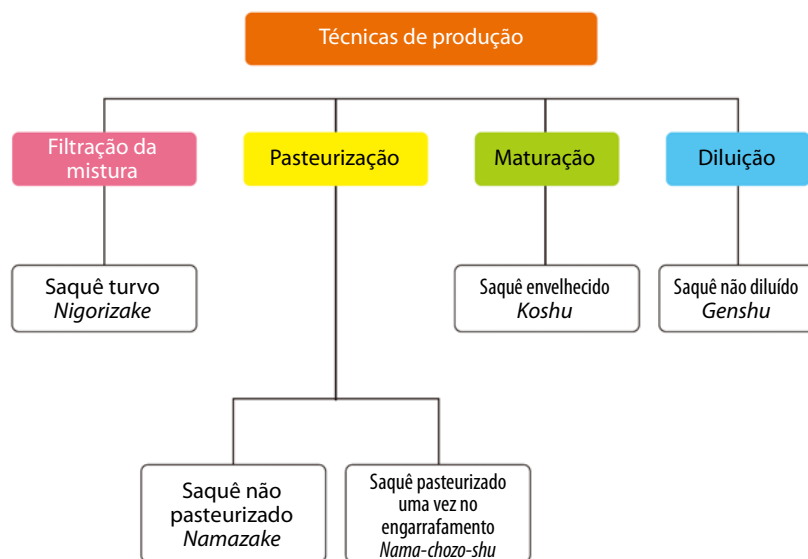 Técnicas de produção
Filtração da
mistura
Pasteurização
Maturação
Diluição
Saquê turvo
Nigorizake
Saquê envelhecido
Koshu
Saquê não diluído
Genshu
Saquê não
pasteurizado
Namazake
Saquê pasteurizado
uma vez no
engarrafamento
Nama-chozo-shu